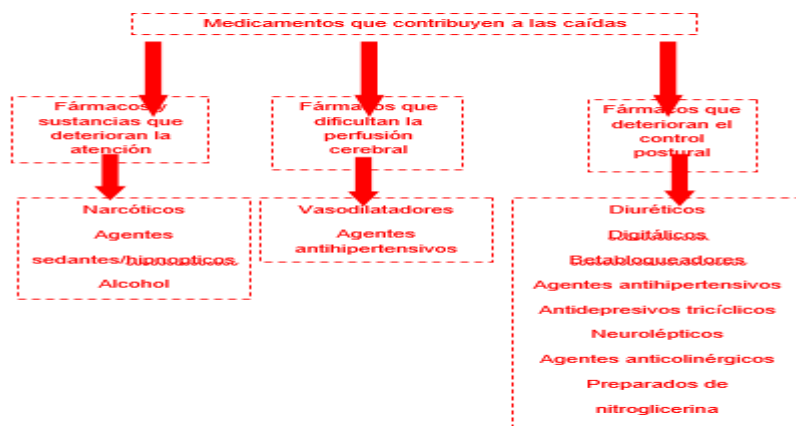 Medicamentos que contribuyen a las caídas
Fármacos y
sustancias que
deterioran la
atención
Narcóticos
Agentes
sedantes/hipnopticos
Alcohol
Fármacos que
dificultan la
perfusión
cerebral
Vasodilatadores
Agentes
antihipertensivos
Fármacos que
deterioran el
control
postural
Diuréticos
Digitálicos
Betabloqueadores
Agentes antihipertensivos
Antidepresivos tricíclicos
Neurolépticos
Agentes anticolinérgicos
Preparados de
nitroglicerina